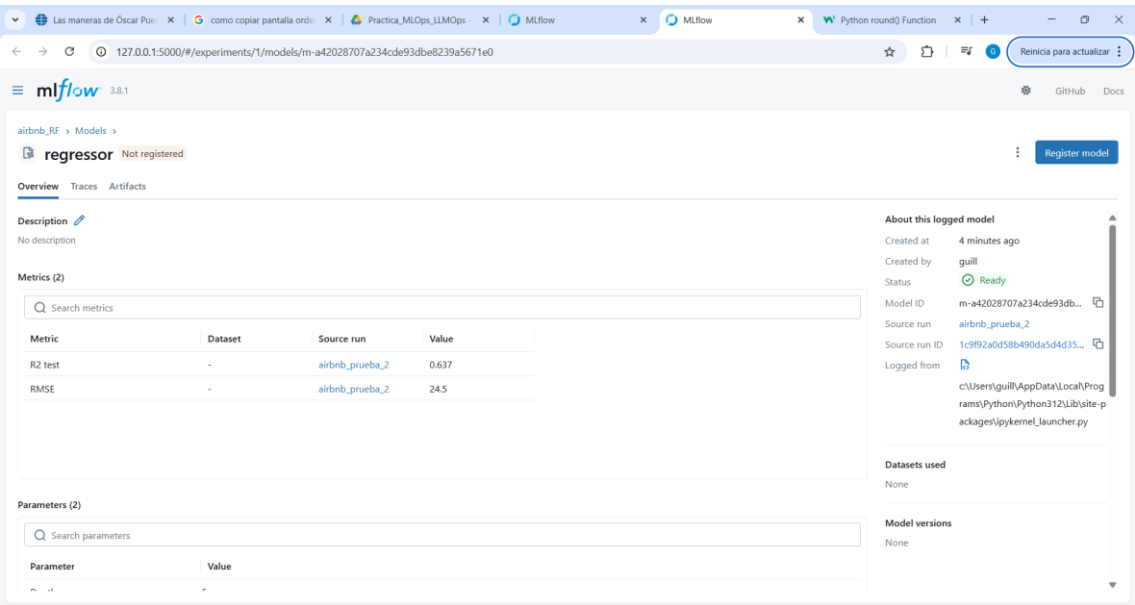 Las maneras de Óscar Puer
como copiar pantalla orde
Practica_MLOps_LLMOps -
MLflow
MLflow
Python round() Function
127.0.0.1:5000/#/experiments/1/models/m-a42028707a234cde93dbe8239a5671e0
G
Reinicia para actualizar
mlflow 3.8.1
GitHub Docs
airbnb_RF > Models >
regressor Not registered
Register model
Overview Traces Artifacts
Description
No description
Metrics (2)
Search metrics
Metric Dataset Source run Value
R2 test - airbnb_prueba_2 0.637
RMSE - airbnb_prueba_2 24.5
Parameters (2)
Search parameters
Parameter Value
About this logged model
Created at 4 minutes ago
Created by guill
Status Ready
Model ID m-a42028707a234cde93db...
Source run airbnb_prueba_2
Source run ID 1c9f92a0d58b490da5d4d35...
Logged from
c:\Users\guill\AppData\Local\Prog
rams\Python\Python312\Lib\site-p
ackages\ipykernel_launcher.py
Datasets used
None
Model versions
None